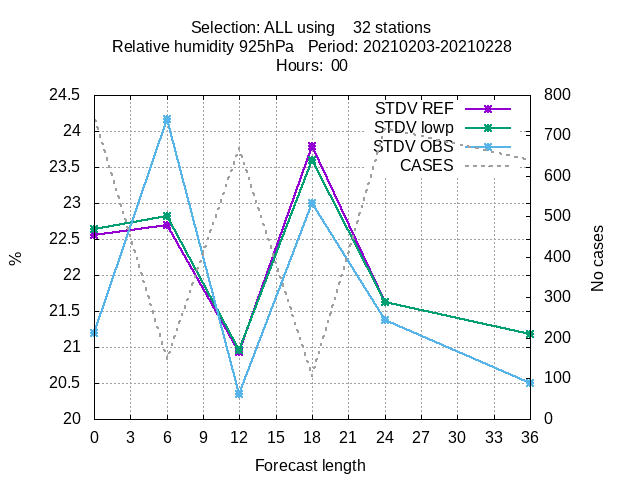 Selection: ALL using 32 stations
Relative humidity 925hPa Period: 20210203-20210228
Hours: 00
24.5
24
23.5
23
22.5
22
21.5
21
20.5
20
%
800
700
600
500
400
300
200
100
0
No cases
STDV REF
STDV lowp
STDV OBS
CASES
0 3 6 9 12 15 18 21 24 27 30 33 36
Forecast length